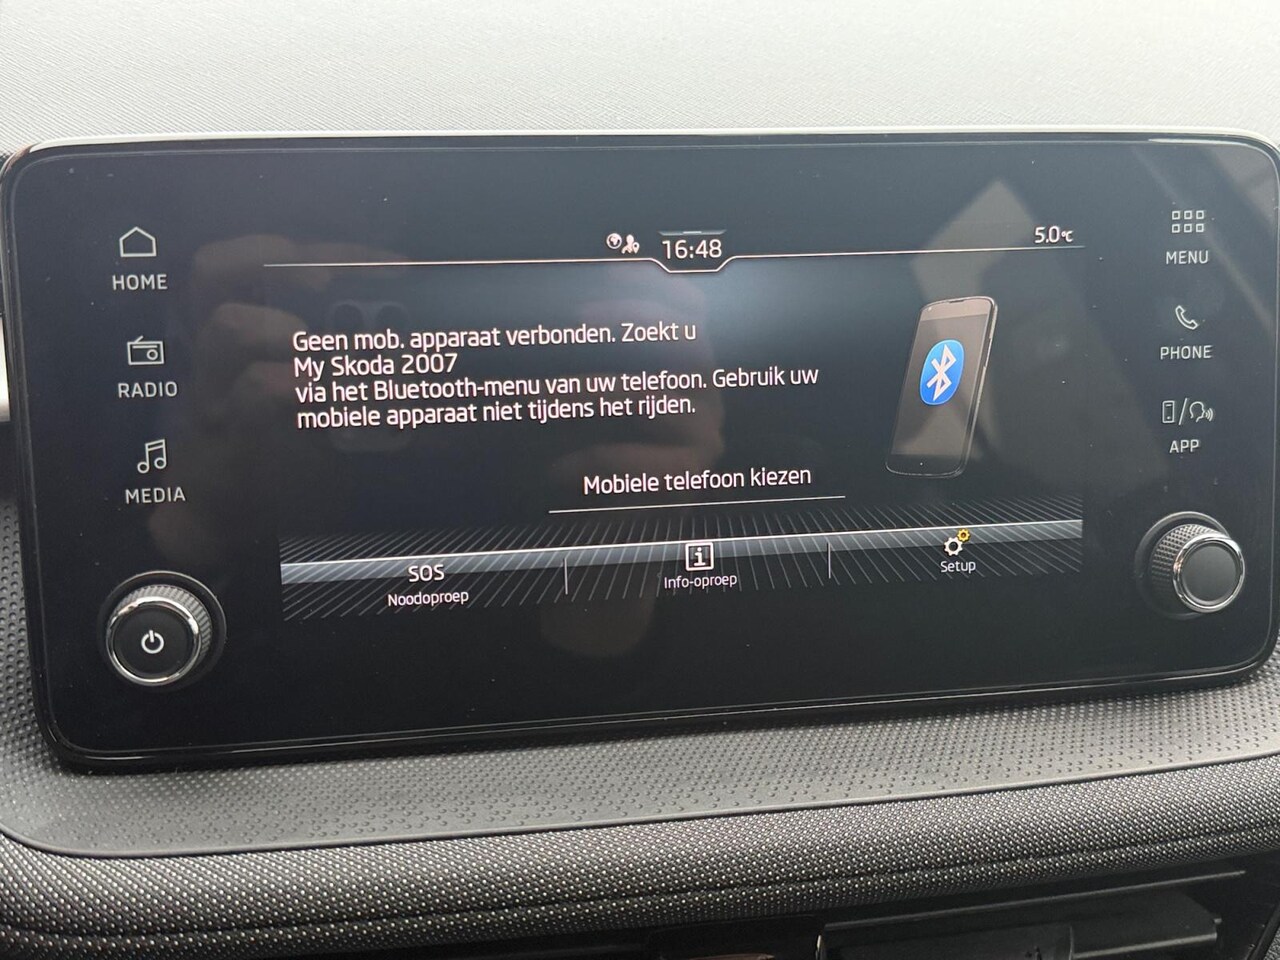 16:48
5.0°C
HOME
RADIO
MEDIA
Geen mob. apparaat verbonden. Zoekt u
My Skoda 2007
via het Bluetooth-menu van uw telefoon. Gebruik uw
mobiele apparaat niet tijdens het rijden.
Mobiele telefoon kiezen
SOS
Noodoproep
Info-oproep
Setup
MENU
PHONE
APP